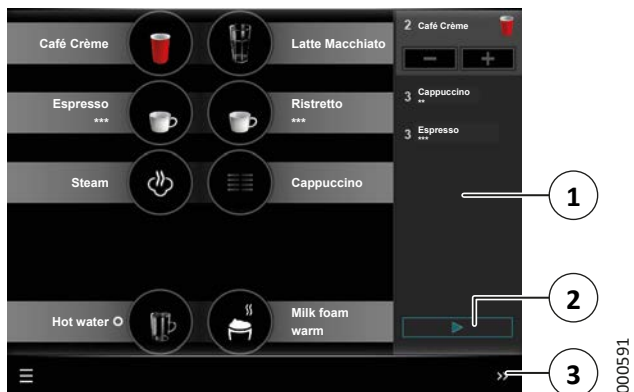 Café Crème
Latte Macchiato
Espresso
***
Ristretto
***
Steam
Cappuccino
Hot water
Milk foam
warm
2 Café Crème
− +
3 Cappuccino
**
3 Espresso
***
1
2
3
000591